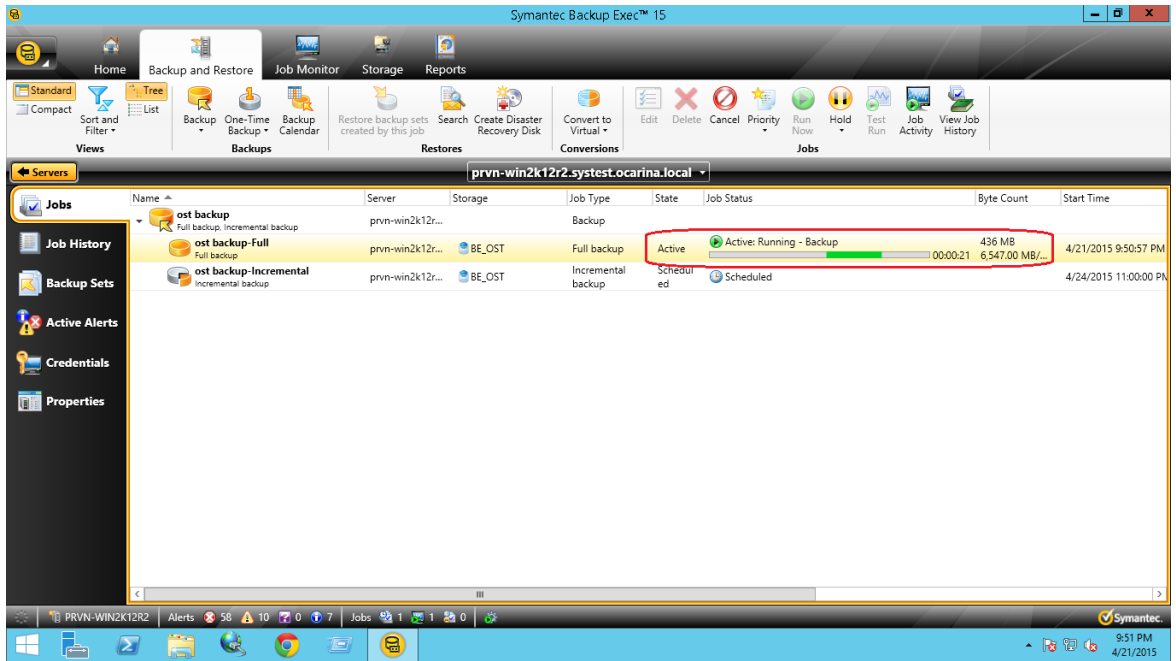 Symantec Backup Exec™ 15
Home
Backup and Restore
Job Monitor
Storage
Reports
Standard
Compact
Sort and
Filter
Tree
List
Views
Backup
One-Time
Backup
Backup
Calendar
Backups
Restore backup sets
created by this job
Search
Create Disaster
Recovery Disk
Restores
Convert to
Virtual
Conversions
Edit
Delete
Cancel
Priority
Run
Now
Hold
Test
Run
Job
Activity
View Job
History
Jobs
Servers
prvn-win2k12r2.systest.ocarina.local
Jobs
Job History
Backup Sets
Active Alerts
Credentials
Properties
Name Server Storage Job Type State Job Status Byte Count Start Time
ost backup
Full backup, Incremental backup
prvn-win2k12r... Backup
ost backup-Full
Full backup
prvn-win2k12r... BE_OST Full backup Active
Active: Running - Backup
00:00:21
436 MB
6,547.00 MB/...
4/21/2015 9:50:57 PM
ost backup-Incremental
Incremental backup
prvn-win2k12r... BE_OST
Incremental
backup
Schedul
ed
Scheduled
4/24/2015 11:00:00 PM
PRVN-WIN2K12R2 Alerts 58 10 0 7 Jobs 1 1 0
Symantec.
9:51 PM
4/21/2015